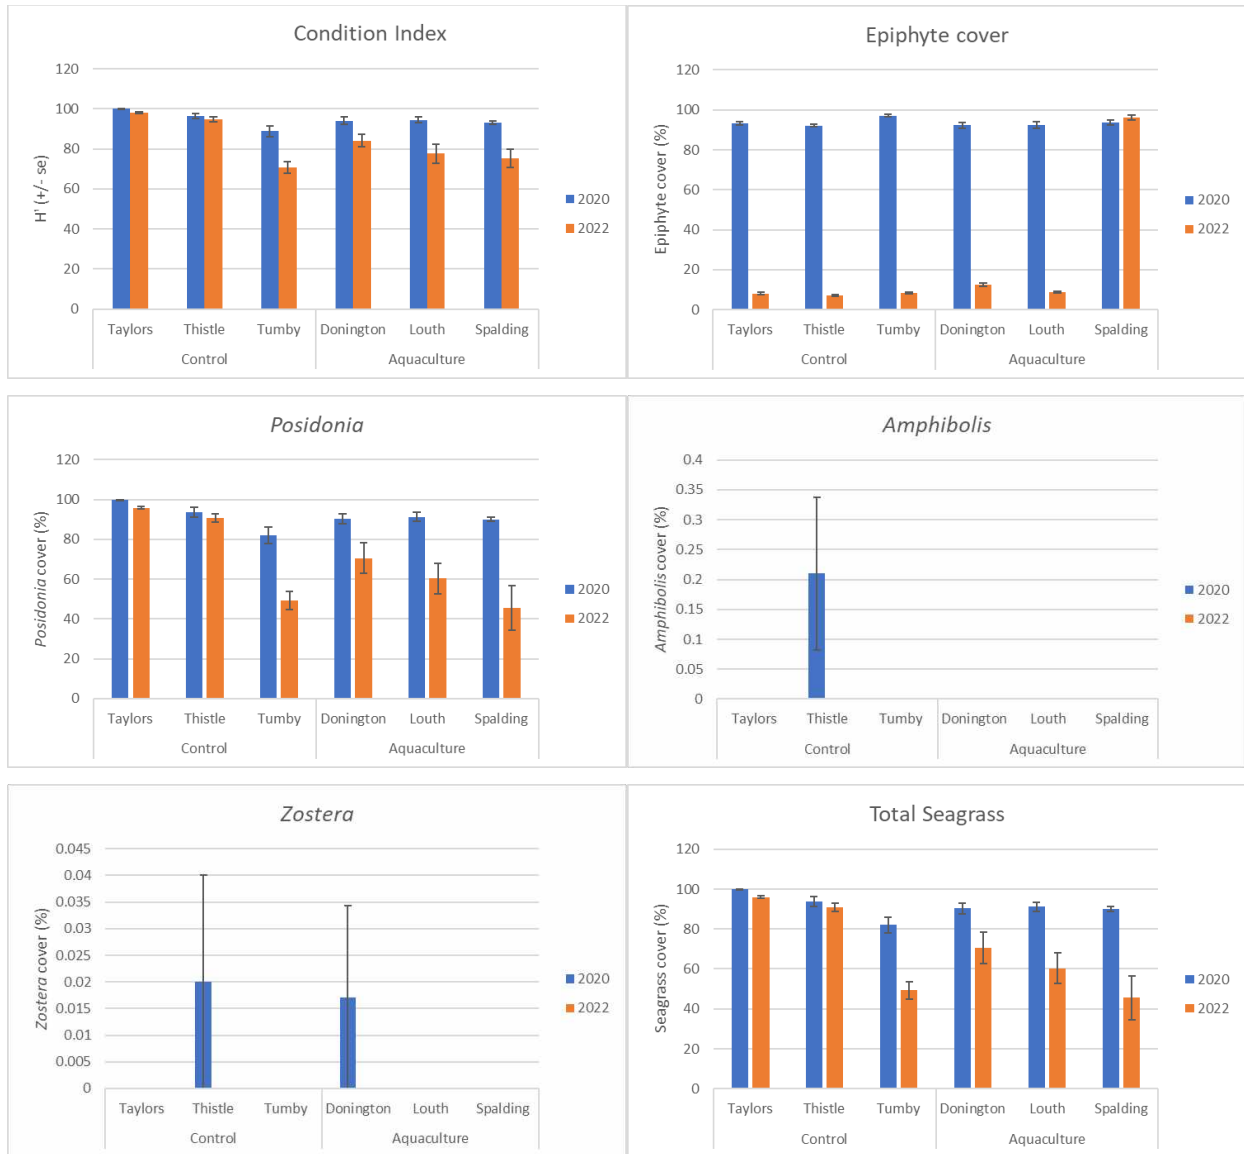 Condition Index
H' (+/- se)
120
100
80
60
40
20
0
Taylors Thistle Tumby Donington Louth Spalding
Control Aquaculture
2020
2022
Epiphyte cover
Epiphyte cover (%)
120
100
80
60
40
20
0
Taylors Thistle Tumby Donington Louth Spalding
Control Aquaculture
2020
2022
Posidonia
Posidonia cover (%)
120
100
80
60
40
20
0
Taylors Thistle Tumby Donington Louth Spalding
Control Aquaculture
2020
2022
Amphibolis
Amphibolis cover (%)
0.4
0.35
0.3
0.25
0.2
0.15
0.1
0.05
0
Taylors Thistle Tumby Donington Louth Spalding
Control Aquaculture
2020
2022
Zostera
Zostera cover (%)
0.045
0.04
0.035
0.03
0.025
0.02
0.015
0.01
0.005
0
Taylors Thistle Tumby Donington Louth Spalding
Control Aquaculture
2020
2022
Total Seagrass
Seagrass cover (%)
120
100
80
60
40
20
0
Taylors Thistle Tumby Donington Louth Spalding
Control Aquaculture
2020
2022